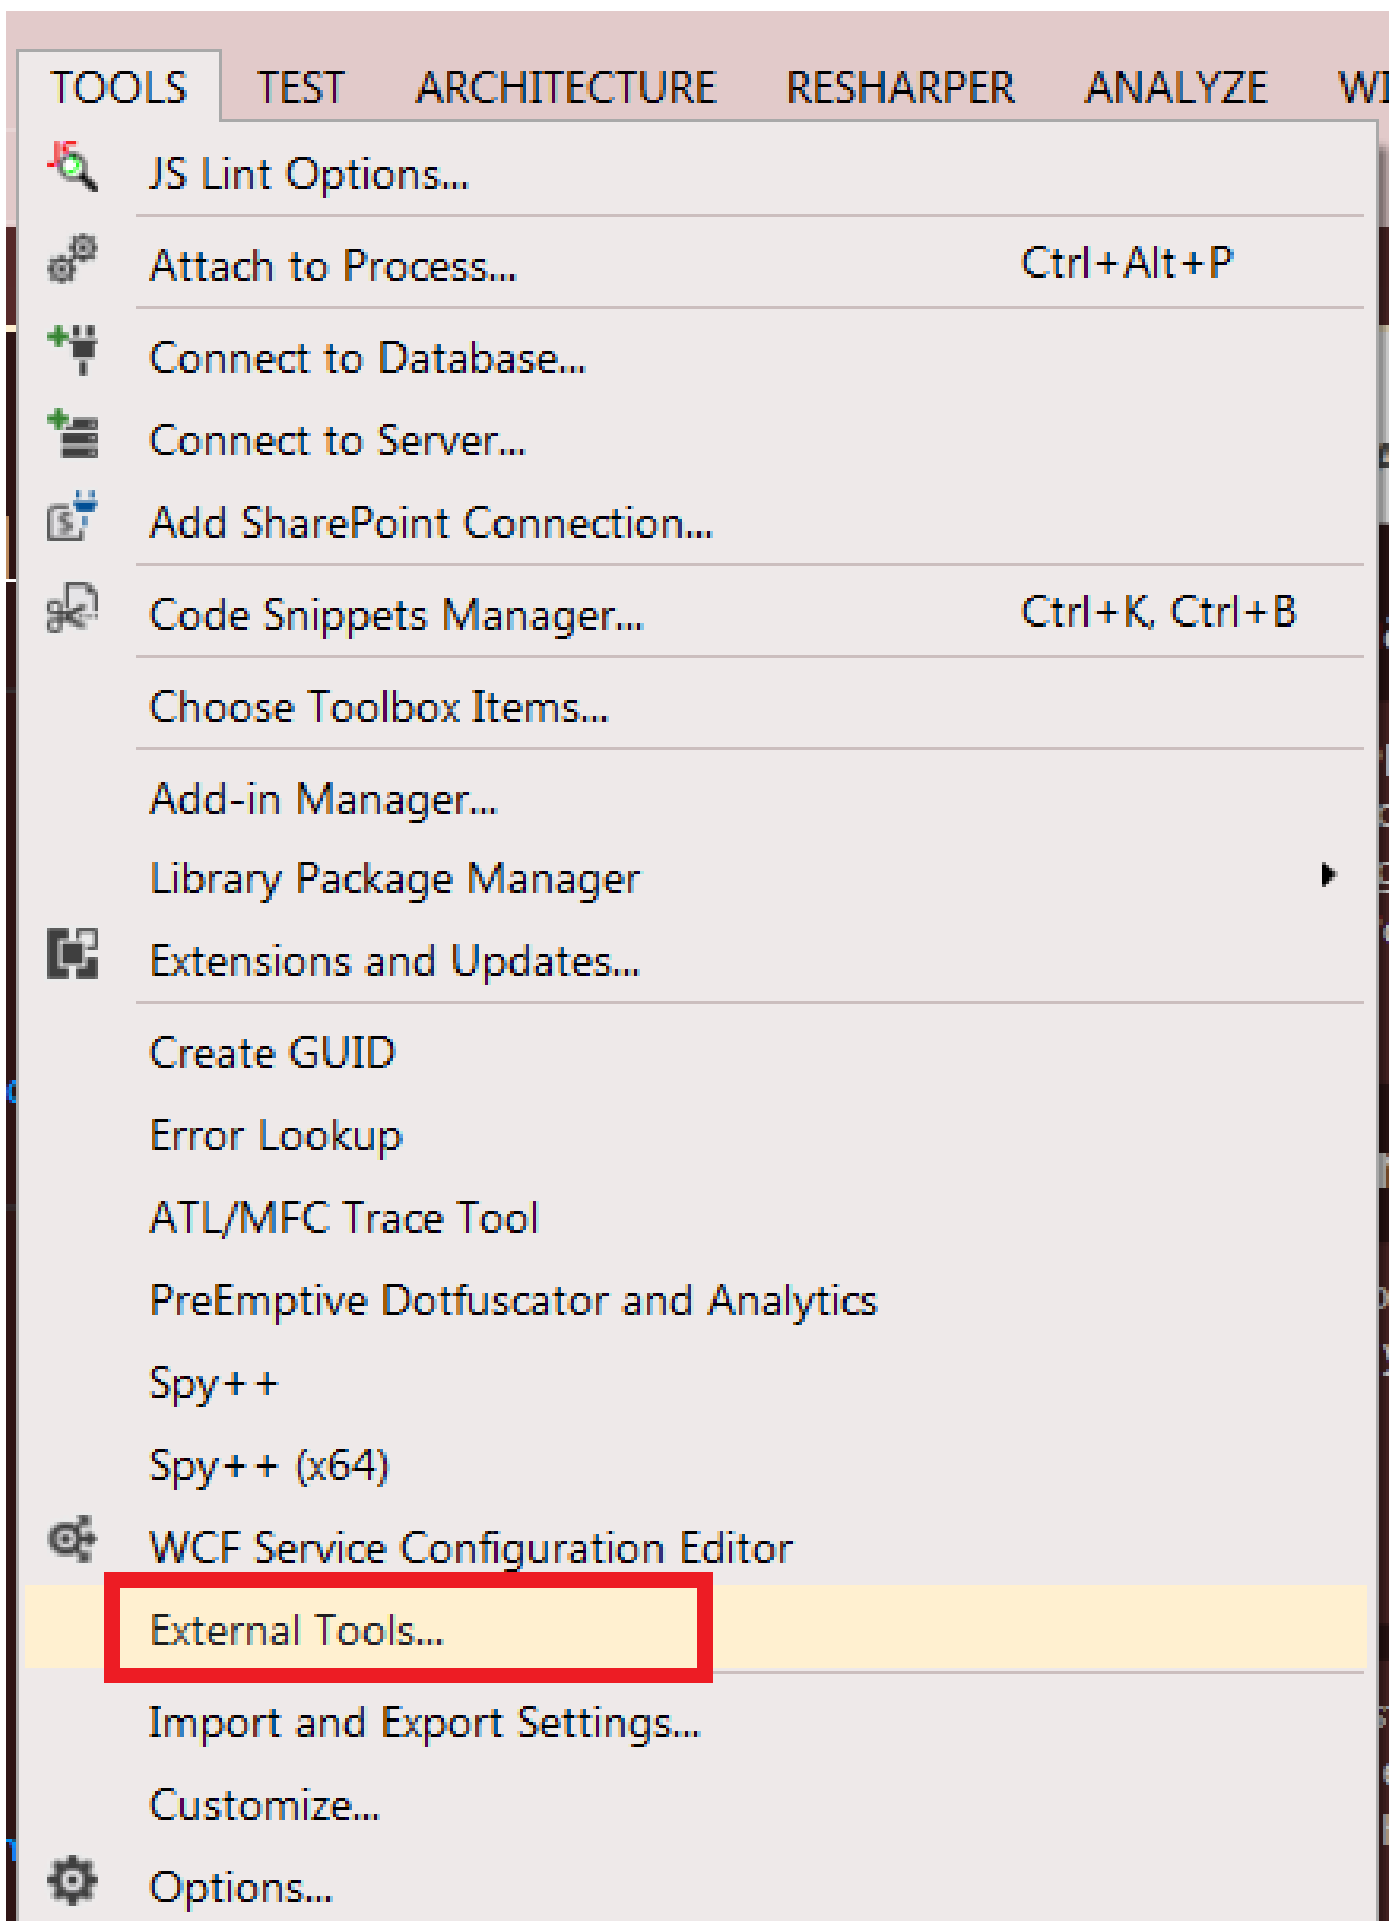 TOOLS TEST ARCHITECTURE RESHARPER ANALYZE
JS Lint Options...
Attach to Process... Ctrl+Alt+P
Connect to Database...
Connect to Server...
Add SharePoint Connection...
Code Snippets Manager... Ctrl+K, Ctrl+B
Choose Toolbox Items...
Add-in Manager...
Library Package Manager
Extensions and Updates...
Create GUID
Error Lookup
ATL/MFC Trace Tool
PreEmptive Dotfuscator and Analytics
Spy++
Spy++ (x64)
WCF Service Configuration Editor
External Tools...
Import and Export Settings...
Customize...
Options...